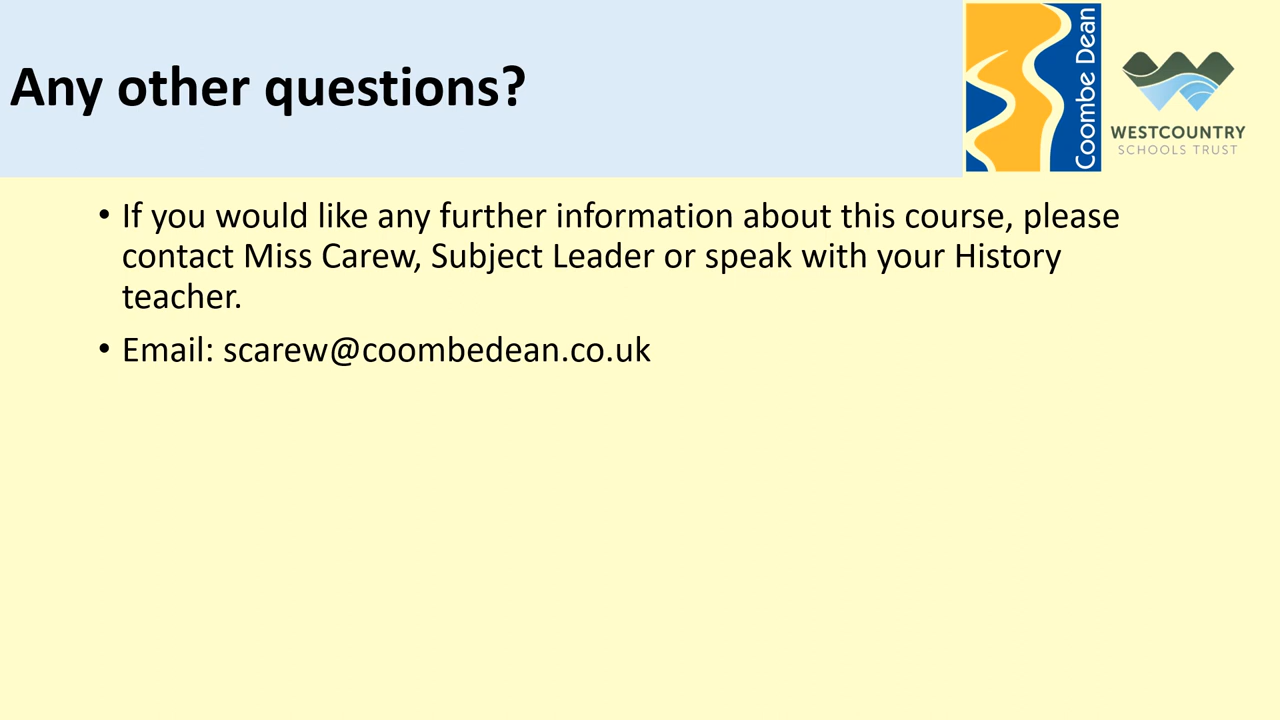 Any other questions?
Coombe Dean
WESTCOUNTRY
SCHOOLS TRUST
• If you would like any further information about this course, please
contact Miss Carew, Subject Leader or speak with your History
teacher.
• Email: scarew@coombedean.co.uk